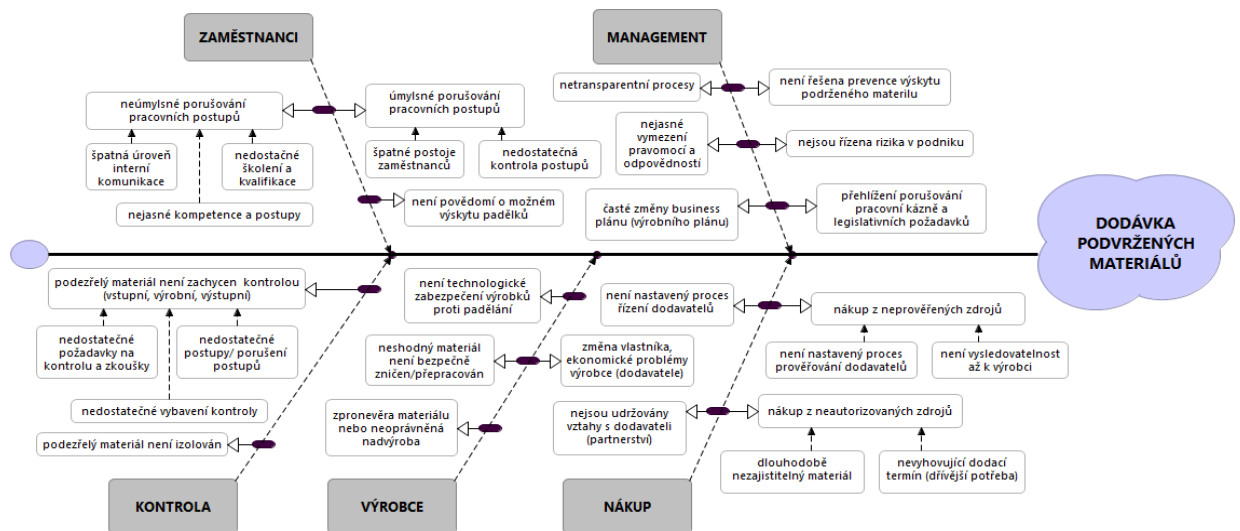 ZAMĚSTNANCI
MANAGEMENT
neúmylsné porušování
pracovních postupů
úmylsné porušování
pracovních postupů
špatná úroveň
interní
komunikace
nedostačné
školení a
kvalifikace
nejasné kompetence a postupy
špatné postoje
zaměstnanců
nedostatečná
kontrola postupů
není povědomí o možném
výskytu padělků
netransparentní procesy
není řešena prevence výskytu
podrženého materilu
nejasné
vymezení
pravomocí a
odpovědností
nejsou řízena rizika v podniku
časté změny business
plánu (výrobního plánu)
přehlížení porušování
pracovní kázně a
legislativních požadavků
DODÁVKA
PODVRŽENÝCH
MATERIÁLŮ
podezřelý materiál není zachycen kontrolou
(vstupní, výrobní, výstupní)
nedostatečné
požadavky na
kontrolu a zkoušky
nedostatečné
postupy/ porušení
postupů
nedostatečné vybavení kontroly
podezřelý materiál není izolován
není technologické
zabezpečení výrobků
proti padělání
neshodný materiál
není bezpečně
zničen/přepracován
změna vlastníka,
ekonomické problémy
výrobce (dodavatele)
zpronevěra materiálu
nebo neoprávněná
nadvýroba
není nastavený proces
řízení dodavatelů
nákup z neprověřených zdrojů
není nastavený proces
prověřování dodavatelů
není vysledovatelnost
až k výrobci
nejsou udržovány
vztahy s dodavateli
(partnerství)
nákup z neautorizovaných zdrojů
dlouhodobě
nezajistitelný materiál
nevyhovující dodací
termín (dřívější potřeba)
KONTROLA
VÝROBCE
NÁKUP